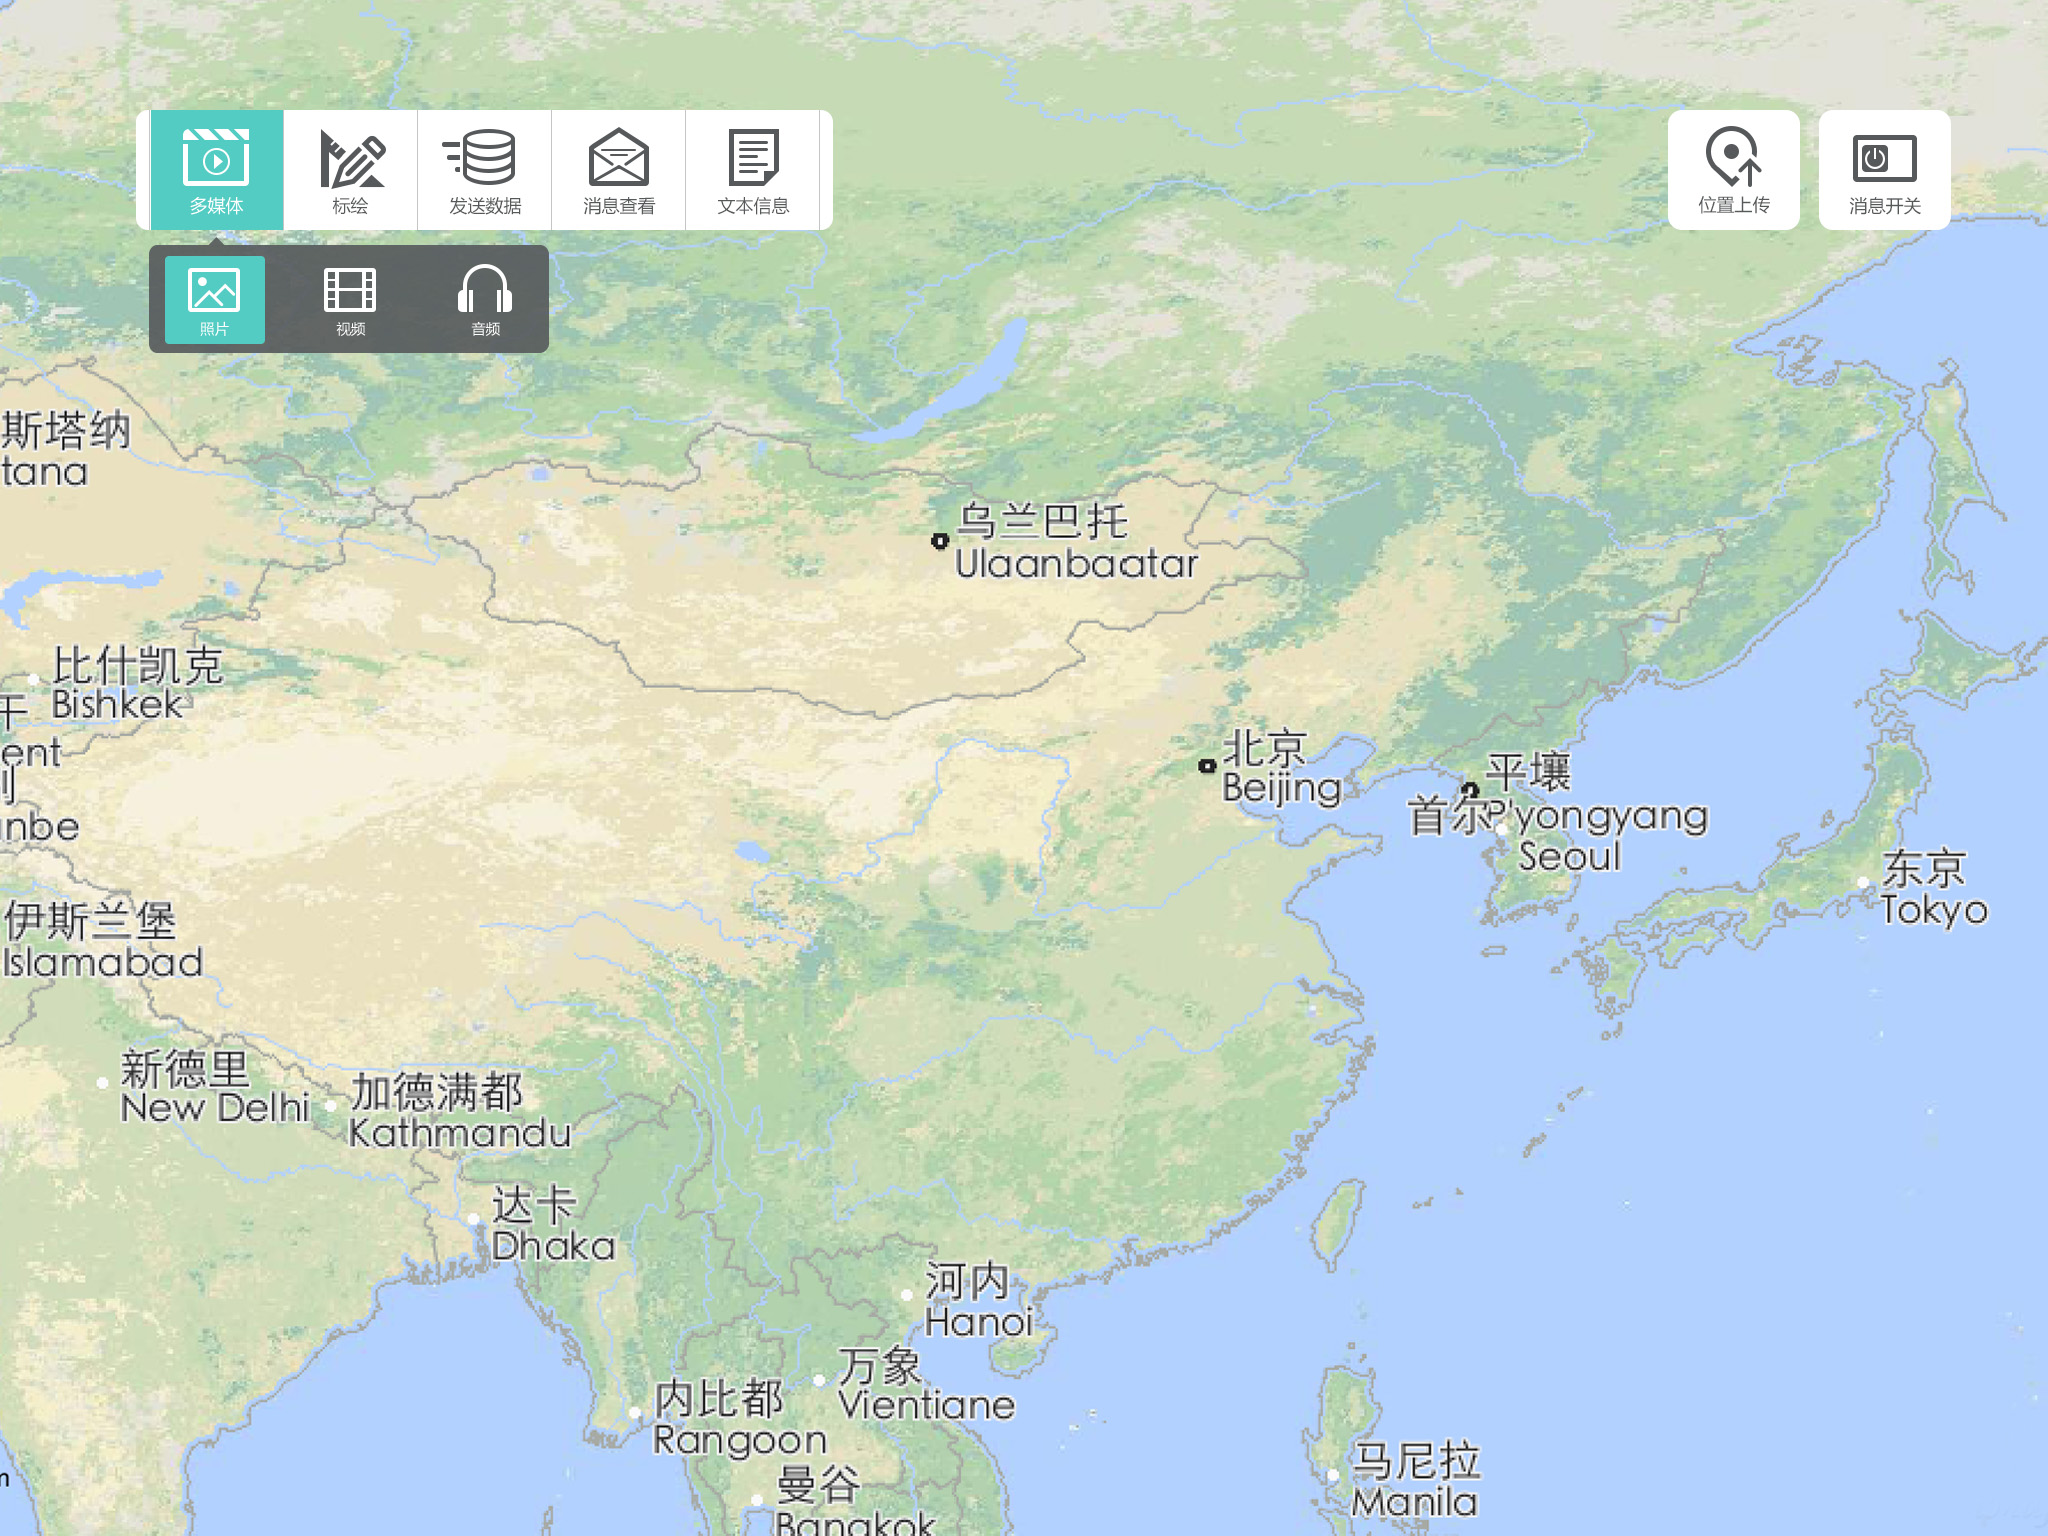 多媒体
标绘
发送数据
消息查看
文本信息
位置上传
消息开关
照片
视频
音频
斯塔纳
tana
乌兰巴托
Ulaanbaatar
比什凯克
Bishkek
干
ent
北京
Beijing
平壤
P'yongyang
首尔
Seoul
nbe
东京
Tokyo
伊斯兰堡
Islamabad
新德里
New Delhi
加德满都
Kathmandu
达卡
Dhaka
河内
Hanoi
万象
Vientiane
内比都
Rangoon
马尼拉
Manila
曼谷
Bangkok